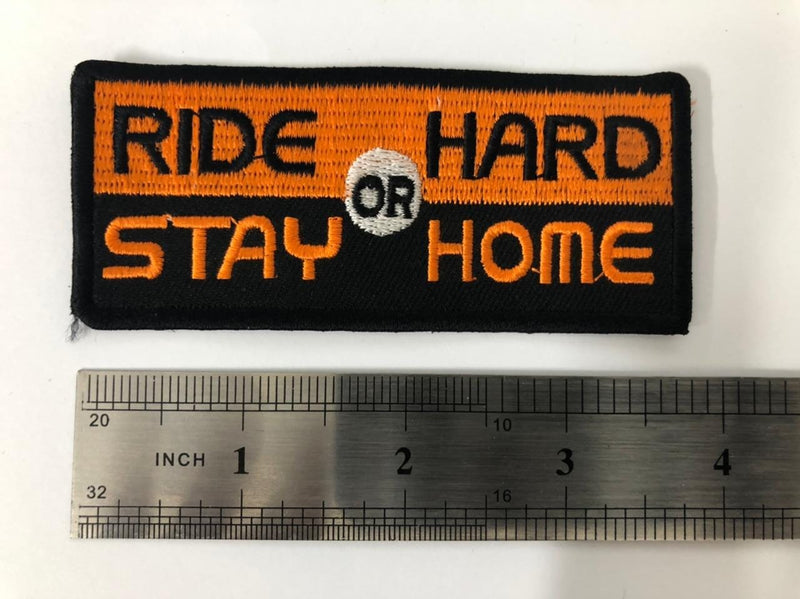 RIDE HARD
OR
STAY HOME
20 10
INCH 1 2 3 4
32 16